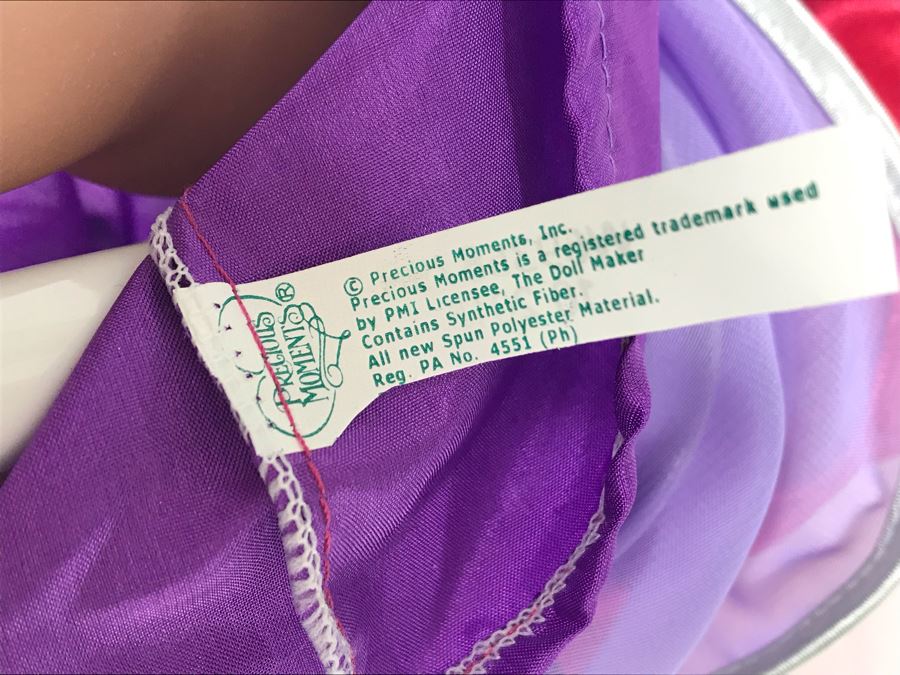 PRECIOUS
MOMENTS®
© Precious Moments, Inc.
Precious Moments is a registered trademark used
by PMI Licensee, The Doll Maker
Contains Synthetic Fiber.
All new Spun Polyester Material.
Reg. PA No. 4551 (Ph)